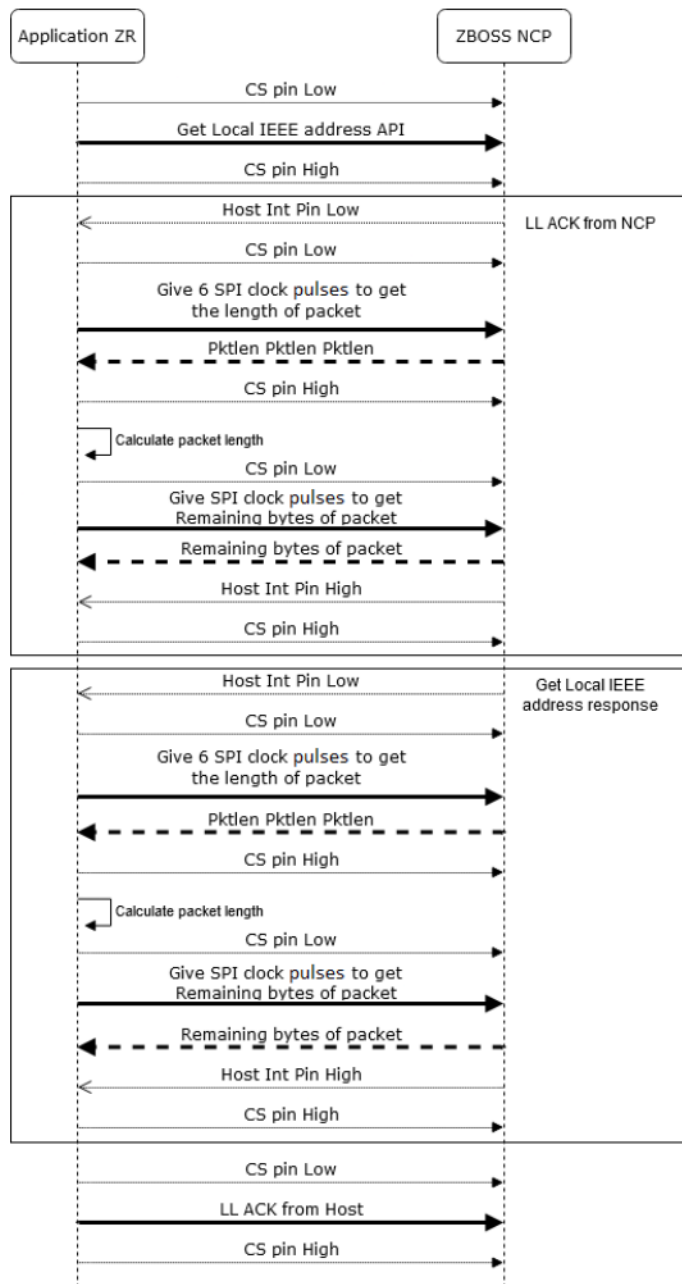 Application ZR
ZBOSS NCP
CS pin Low
Get Local IEEE address API
CS pin High
Host Int Pin Low
LL ACK from NCP
CS pin Low
Give 6 SPI clock pulses to get
the length of packet
Pktlen Pktlen Pktlen
CS pin High
Calculate packet length
CS pin Low
Give SPI clock pulses to get
Remaining bytes of packet
Remaining bytes of packet
Host Int Pin High
CS pin High
Host Int Pin Low
Get Local IEEE
address response
CS pin Low
Give 6 SPI clock pulses to get
the length of packet
Pktlen Pktlen Pktlen
CS pin High
Calculate packet length
CS pin Low
Give SPI clock pulses to get
Remaining bytes of packet
Remaining bytes of packet
Host Int Pin High
CS pin High
CS pin Low
LL ACK from Host
CS pin High